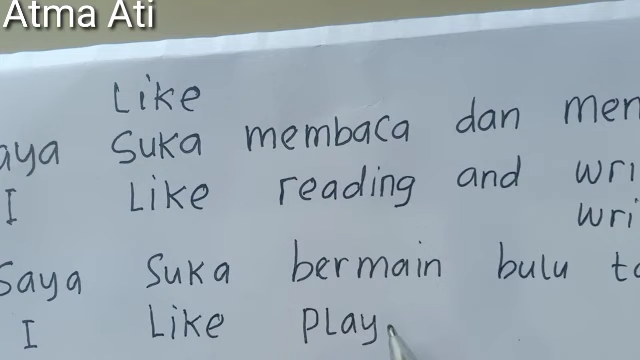 Atma Ati
Like
aya Suka membaca dan men
I Like reading and wri
wri
Saya Suka bermain bulu ta
I Like Play